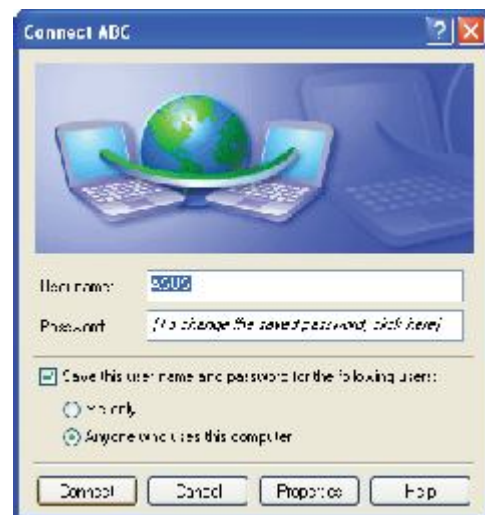 Connect ABC
User name: ASUS
Password: [To change the saved password, click here]
Save this user name and password for the following users:
Me only
Anyone who uses this computer
Connect Cancel Properties Help